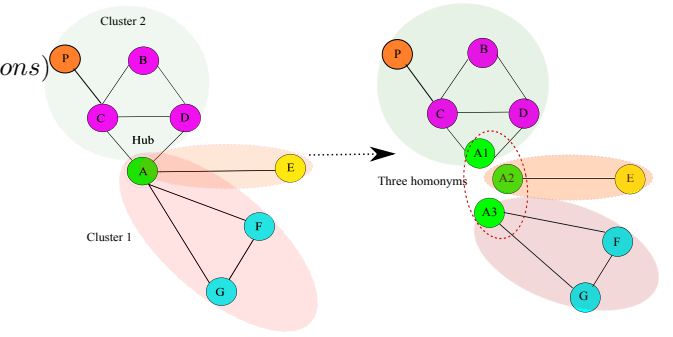 Cluster 2
ons)
P
B
C
D
Hub
A
E
Cluster 1
F
G
P
B
C
D
A1
Three homonyms
A2
E
A3
F
G